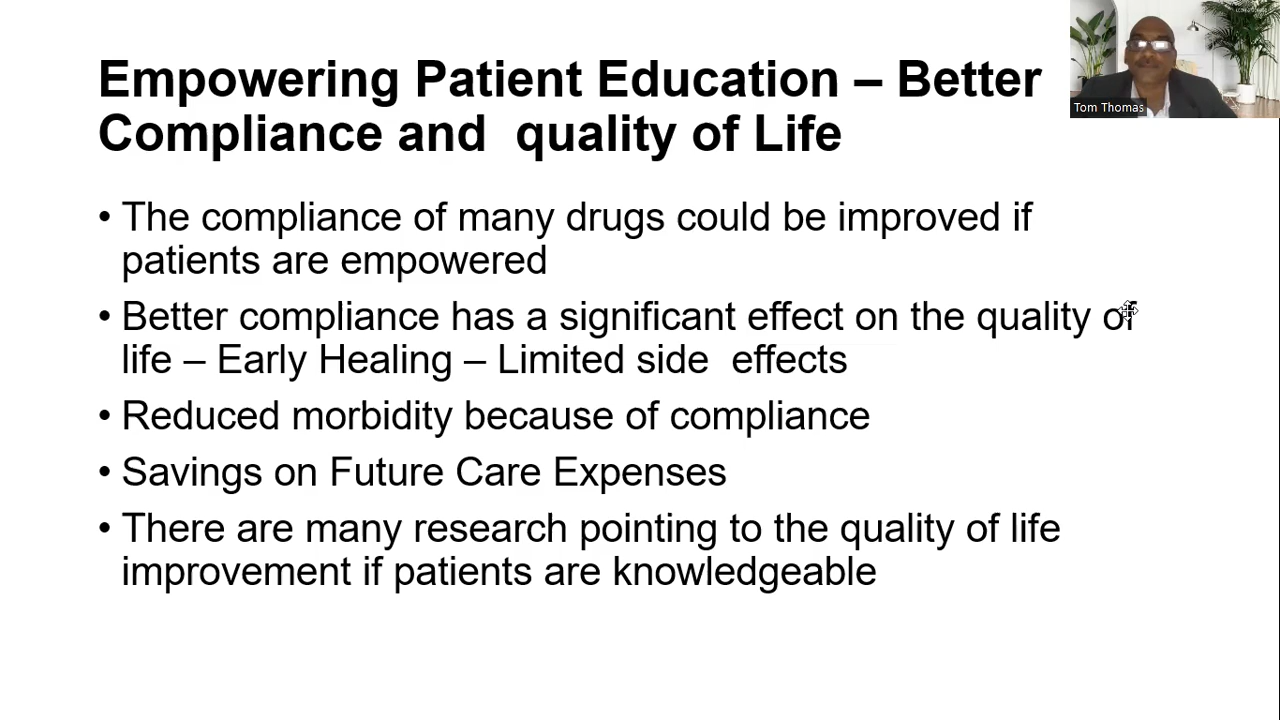 Empowering Patient Education – Better
Compliance and  quality of Life
Tom Thomas
• The compliance of many drugs could be improved if
patients are empowered
• Better compliance has a significant effect on the quality of
life – Early Healing – Limited side  effects
• Reduced morbidity because of compliance
• Savings on Future Care Expenses
• There are many research pointing to the quality of life
improvement if patients are knowledgeable